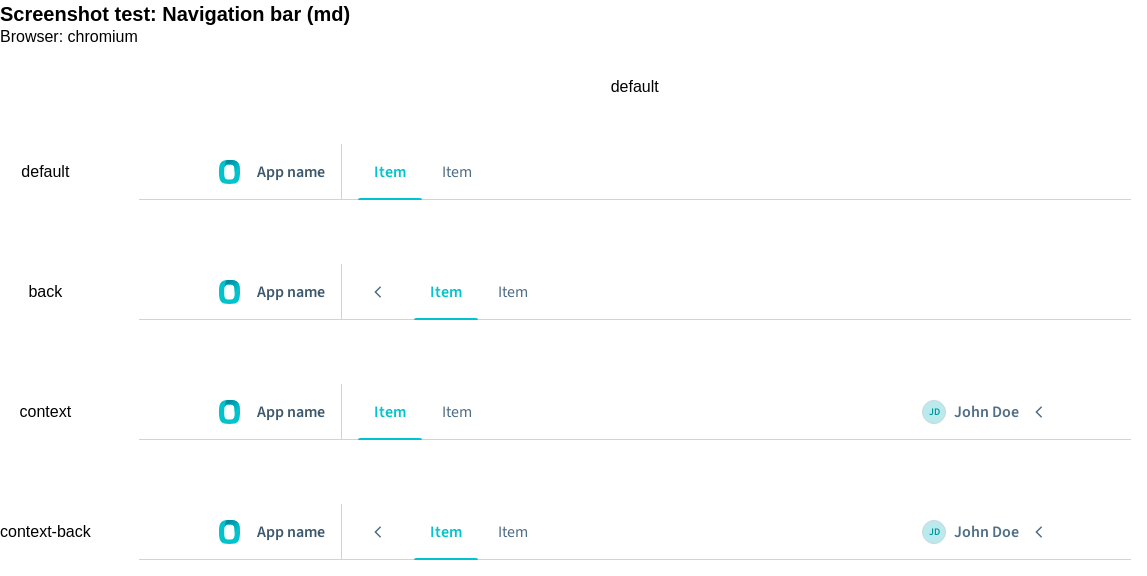 Screenshot test: Navigation bar (md)
Browser: chromium
default
default App name Item Item
back App name Item Item
context App name Item Item JD John Doe
context-back App name Item Item JD John Doe